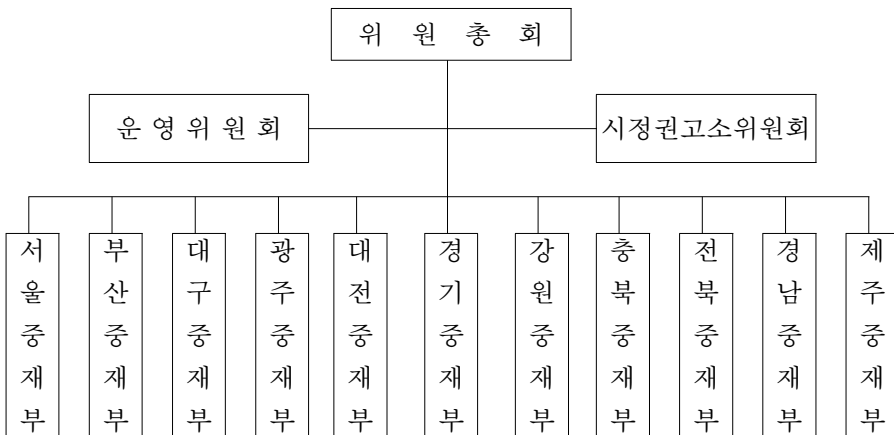 위 원 총 회
운 영 위 원 회
시정권고소위원회
서울중재부
부산중재부
대구중재부
광주중재부
대전중재부
경기중재부
강원중재부
충북중재부
전북중재부
경남중재부
제주중재부